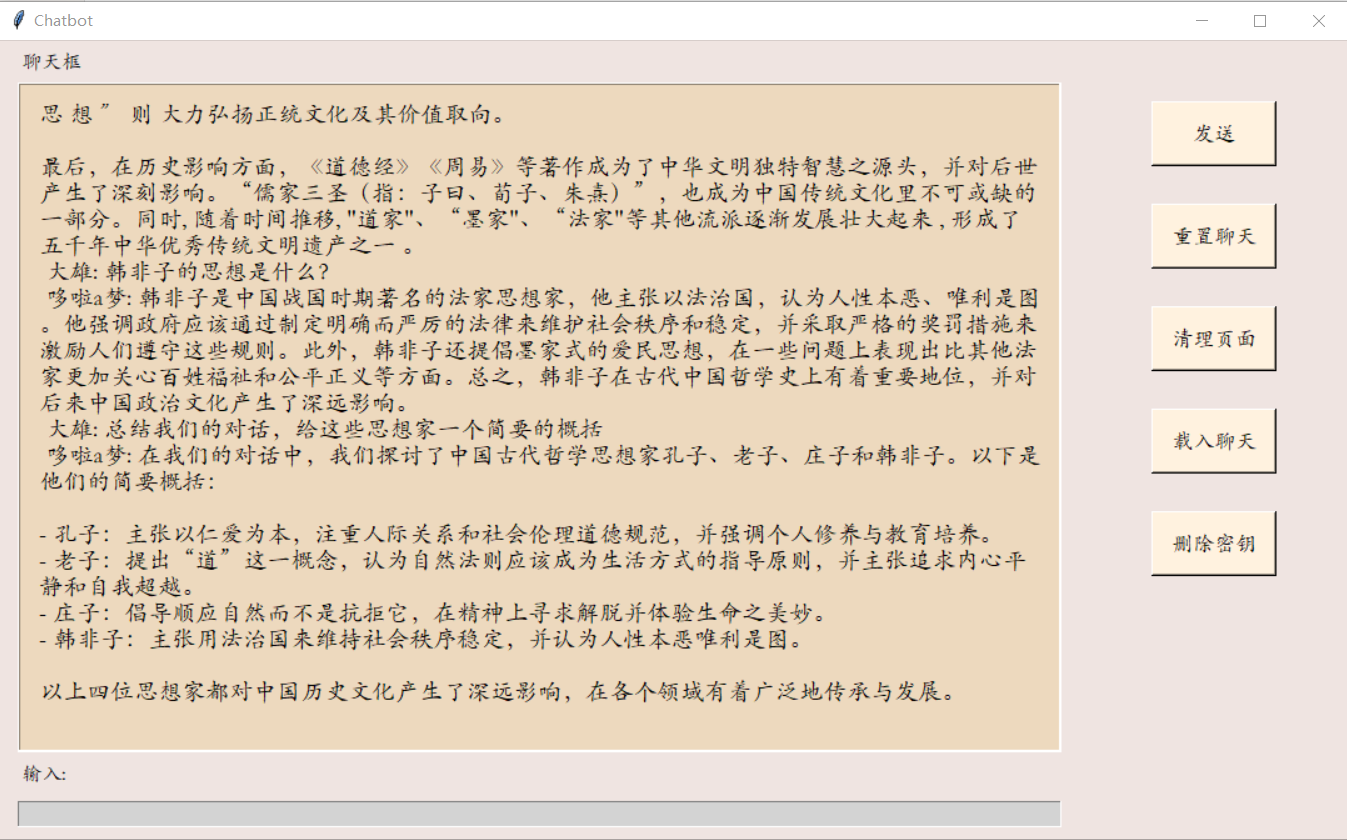 Chatbot
聊天框
思 想 ” 则 大力弘扬正统文化及其价值取向。
最后，在历史影响方面，《道德经》《周易》等著作成为了中华文明独特智慧之源头，并对后世
产生了深刻影响。“儒家三圣（指：子曰、荀子、朱熹）”，也成为中国传统文化里不可或缺的
一部分。同时,随着时间推移,"道家"、“墨家"、“法家"等其他流派逐渐发展壮大起来,形成了
五千年中华优秀传统文明遗产之一 。
大雄: 韩非子的思想是什么?
哆啦a梦: 韩非子是中国战国时期著名的法家思想家，他主张以法治国，认为人性本恶、唯利是图
。他强调政府应该通过制定明确而严厉的法律来维护社会秩序和稳定，并采取严格的奖罚措施来
激励人们遵守这些规则。此外，韩非子还提倡墨家式的爱民思想，在一些问题上表现出比其他法
家更加关心百姓福祉和公平正义等方面。总之，韩非子在古代中国哲学史上有着重要地位，并对
后来中国政治文化产生了深远影响。
大雄: 总结我们的对话，给这些思想家一个简要的概括
哆啦a梦: 在我们的对话中，我们探讨了中国古代哲学思想家孔子、老子、庄子和韩非子。以下是
他们的简要概括：
- 孔子：主张以仁爱为本，注重人际关系和社会伦理道德规范，并强调个人修养与教育培养。
- 老子：提出“道”这一概念，认为自然法则应该成为生活方式的指导原则，并主张追求内心平
静和自我超越。
- 庄子：倡导顺应自然而不是抗拒它，在精神上寻求解脱并体验生命之美妙。
- 韩非子：主张用法治国来维持社会秩序稳定，并认为人性本恶唯利是图。
以上四位思想家都对中国历史文化产生了深远影响，在各个领域有着广泛地传承与发展。
输入:
发送
重置聊天
清理页面
载入聊天
删除密钥